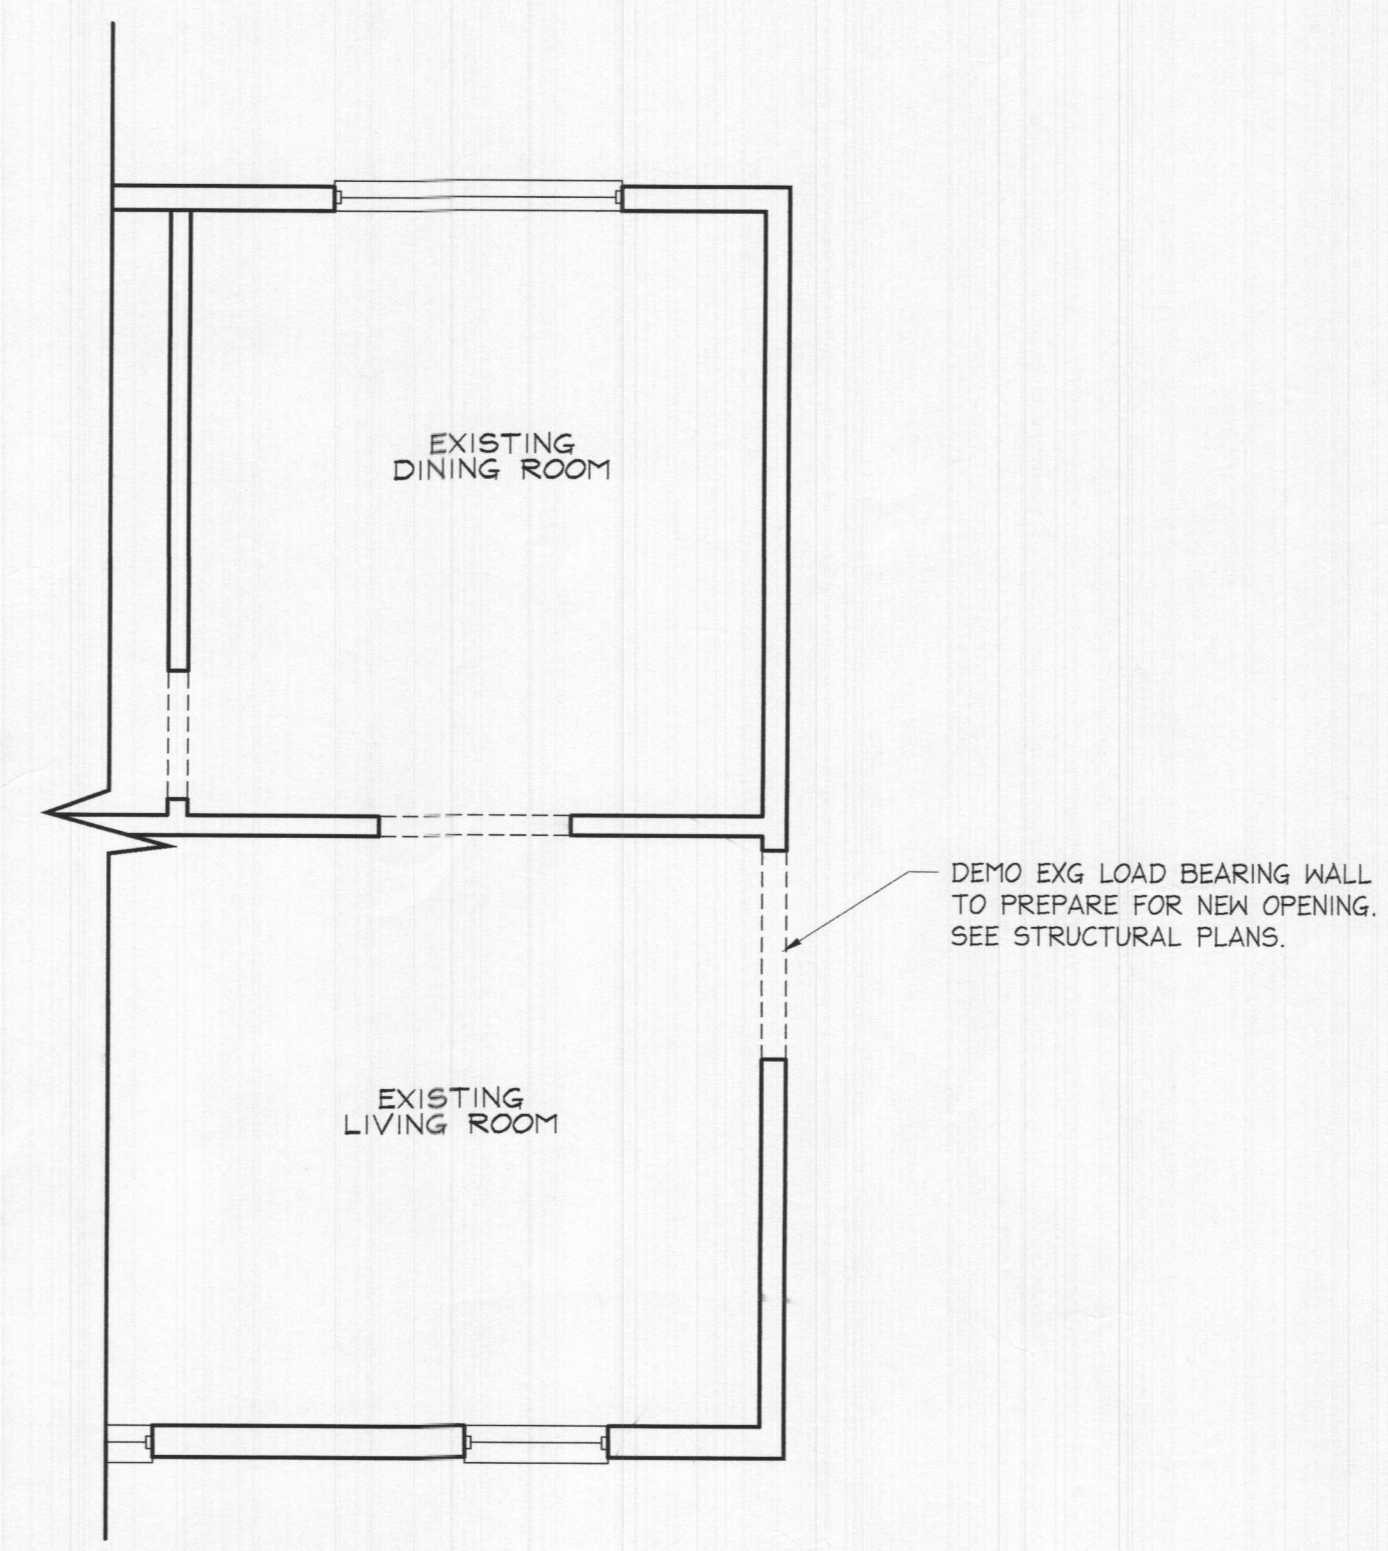 EXISTING
DINING ROOM
DEMO EXG LOAD BEARING WALL
TO PREPARE FOR NEW OPENING.
SEE STRUCTURAL PLANS.
EXISTING
LIVING ROOM